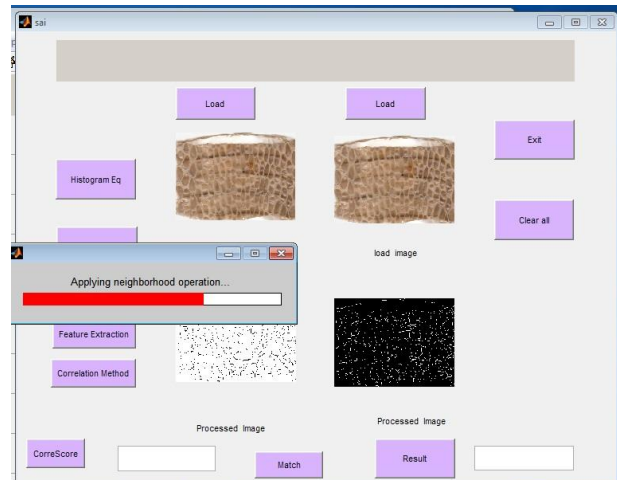 sai
Load
Load
Exit
Histogram Eq
Clear all
load image
Applying neighborhood operation...
Feature Extraction
Correlation Method
Processed Image
Processed Image
CorreScore
Match
Result